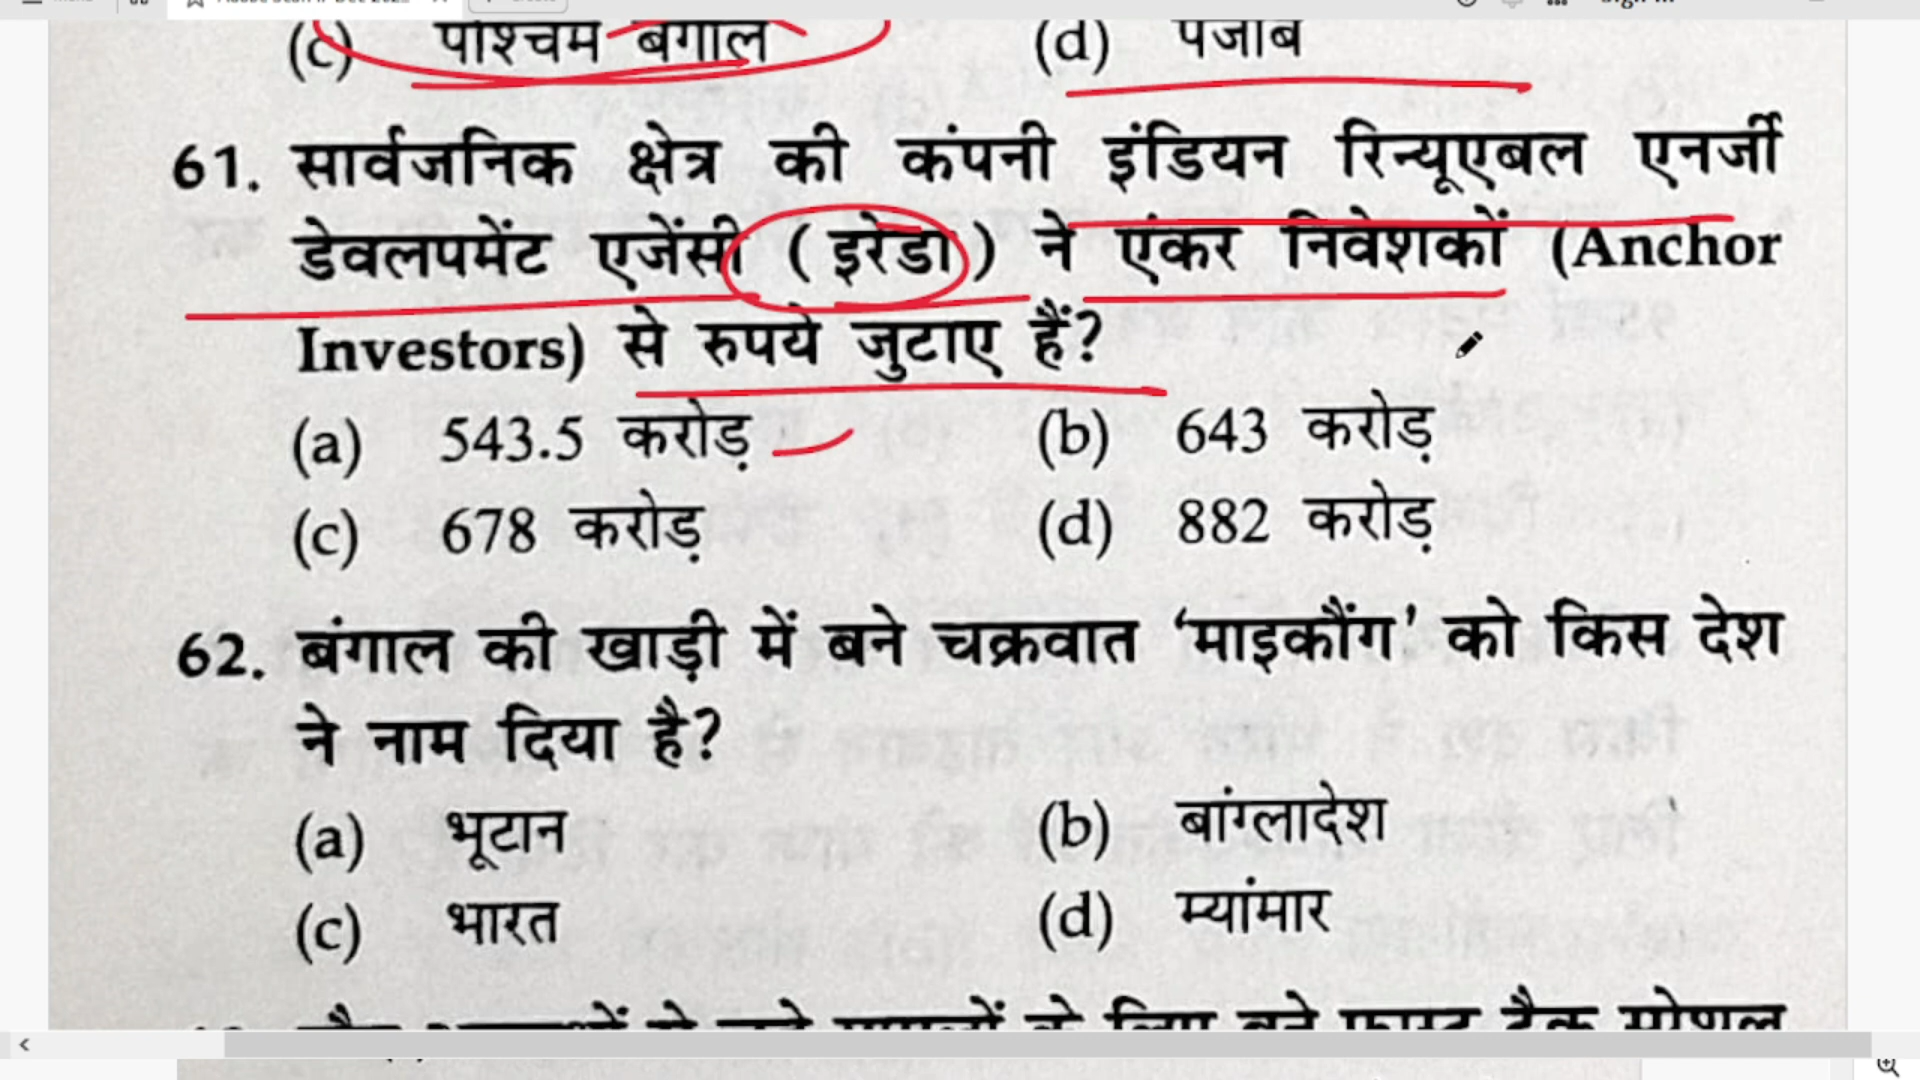 (c) पश्चिम बंगाल (d) पंजाब
61. सार्वजनिक क्षेत्र की कंपनी इंडियन रिन्यूएबल एनर्जी
डेवलपमेंट एजेंसी (इरेडा) ने एंकर निवेशकों (Anchor
Investors) से रुपये जुटाए हैं?
(a) 543.5 करोड़ (b) 643 करोड़
(c) 678 करोड़ (d) 882 करोड़
62. बंगाल की खाड़ी में बने चक्रवात ‘माइकौंग’ को किस देश
ने नाम दिया है?
(a) भूटान (b) बांग्लादेश
(c) भारत (d) म्यांमार